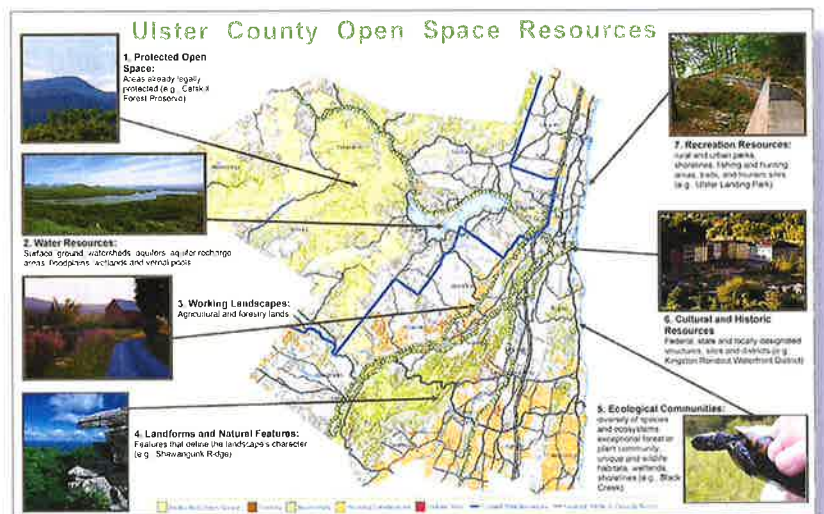 Ulster County Open Space Resources
1. Protected Open
Space:
Areas already legally
protected (e.g., Catskill
Forest Preserve)
2. Water Resources:
Surface, ground, watersheds, aquifers, aquifer recharge
areas, floodplains, wetlands and vernal pools
3. Working Landscapes:
Agricultural and forestry lands
4. Landforms and Natural Features:
Features that define the landscape's character
(e.g., Shawangunk Ridge)
7. Recreation Resources:
rural and urban parks,
shorelines, fishing and hunting
areas, trails, and tourism sites
(e.g., Ulster Landing Park)
6. Cultural and Historic
Resources
Federal, state and locally designated
structures, sites and districts (e.g.
Kingston Rondout Waterfront District)
5. Ecological Communities:
diversity of species
and ecosystems,
exceptional forest or
plant community,
unique and wildlife
habitats, wetlands,
shorelines (e.g., Black
Creek)